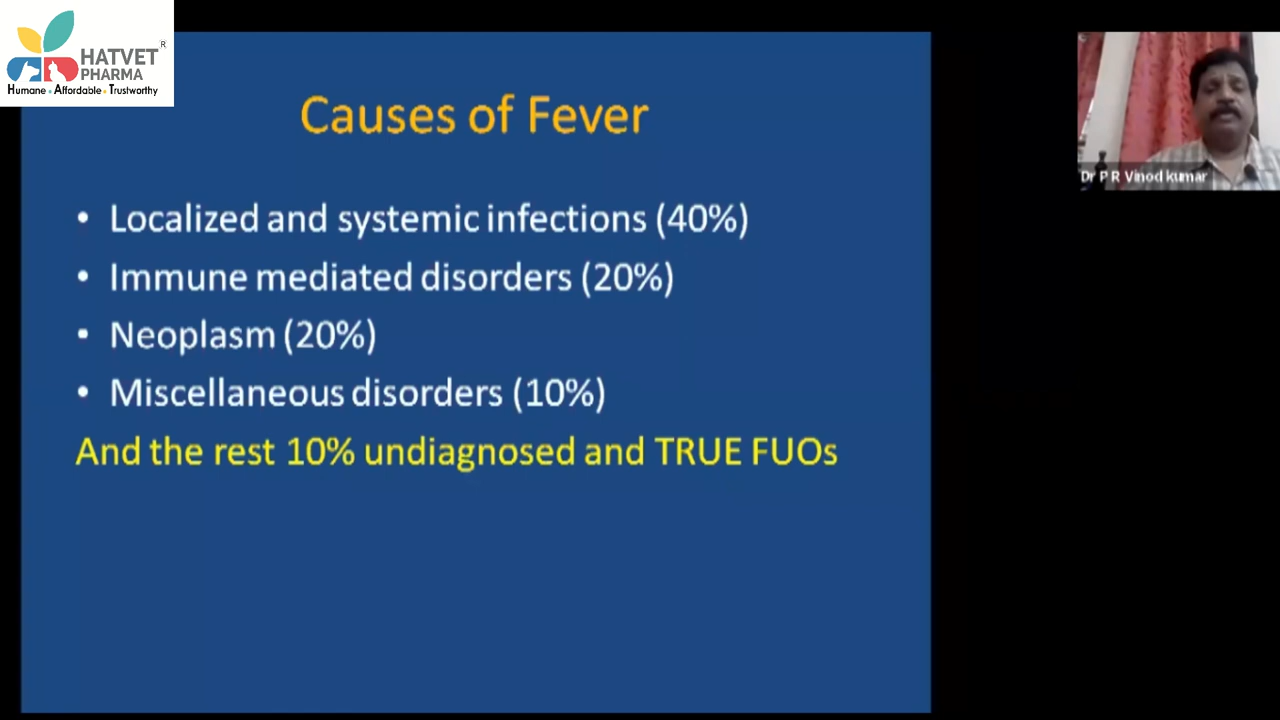 HATVET®
PHARMA
Humane • Affordable • Trustworthy
Causes of Fever
• Localized and systemic infections (40%)
• Immune mediated disorders (20%)
• Neoplasm (20%)
• Miscellaneous disorders (10%)
And the rest 10% undiagnosed and TRUE FUOs
Dr P R Vinod kumar